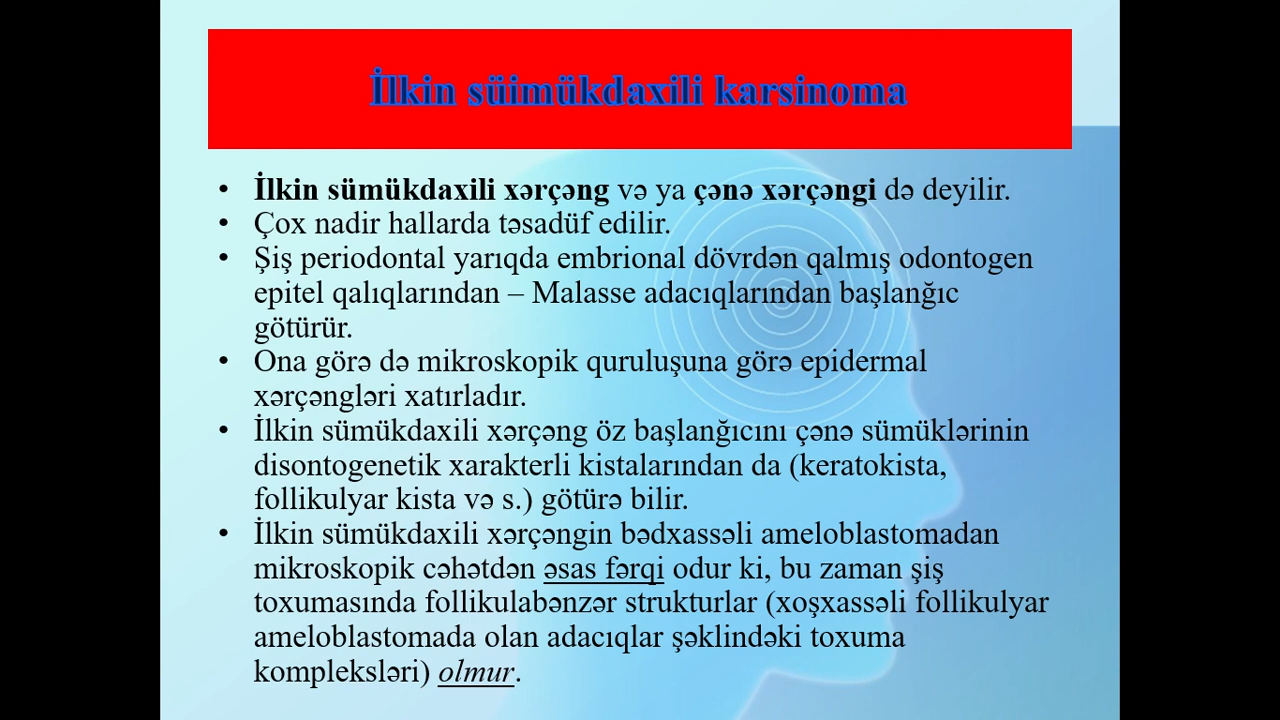 İlkin süimükdaxili karsinoma
• İlkin sümükdaxili xərçəng və ya çənə xərçəngi də deyilir.
• Çox nadir hallarda təsadüf edilir.
• Şiş periodontal yarıqda embrional dövrdən qalmış odontogen
epitel qalıqlarından – Malasse adacıqlarından başlanğıc
götürür.
• Ona görə də mikroskopik quruluşuna görə epidermal
xərçəngləri xatırladır.
• İlkin sümükdaxili xərçəng öz başlanğıcını çənə sümüklərinin
disontogenetik xarakterli kistalarından da (keratokista,
follikulyar kista və s.) götürə bilir.
• İlkin sümükdaxili xərçəngin bədxassəli ameloblastomadan
mikroskopik cəhətdən əsas fərqi odur ki, bu zaman şiş
toxumasında follikulabənzər strukturlar (xoşxassəli follikulyar
ameloblastomada olan adacıqlar şəklindəki toxuma
kompleksləri) olmur.